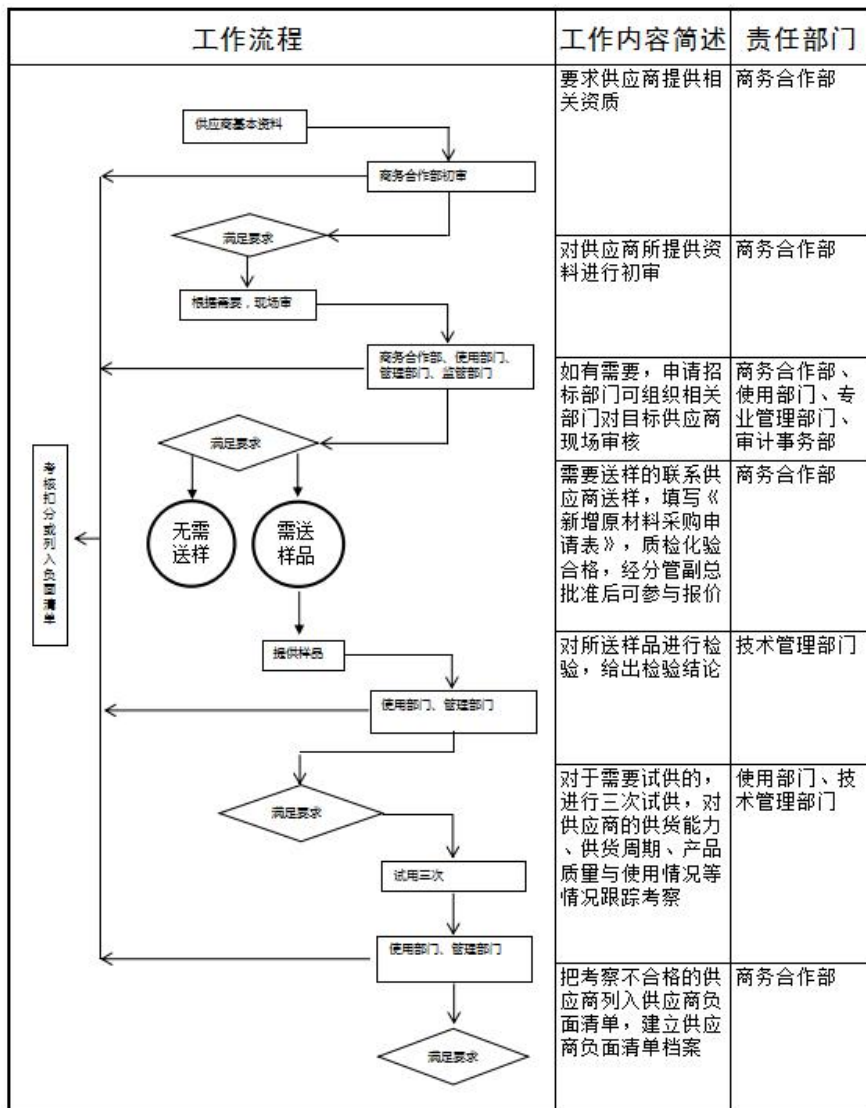 工作流程
工作内容简述
责任部门
供应商基本资料
商务合作部初审
满足要求
根据需要，现场审
商务合作部、使用部门、
管理部门、监管部门
满足要求
无需
送样
需送
样品
提供样品
使用部门、管理部门
满足要求
试用三次
使用部门、管理部门
满足要求
考核扣分或列入负面清单
要求供应商提供相
关资质
商务合作部
对供应商所提供资
料进行初审
商务合作部
如有需要，申请招
标部门可组织相关
部门对目标供应商
现场审核
商务合作部、
使用部门、专
业管理部门、
审计事务部
需要送样的联系供
应商送样，填写《
新增原材料采购申
请表》，质检化验
合格，经分管副总
批准后可参与报价
商务合作部
对所送样品进行检
验，给出检验结论
技术管理部门
对于需要试供的，
进行三次试供，对
供应商的供货能力
、供货周期、产品
质量与使用情况等
情况跟踪考察
使用部门、技
术管理部门
把考察不合格的供
应商列入供应商负
面清单，建立供应
商负面清单档案
商务合作部